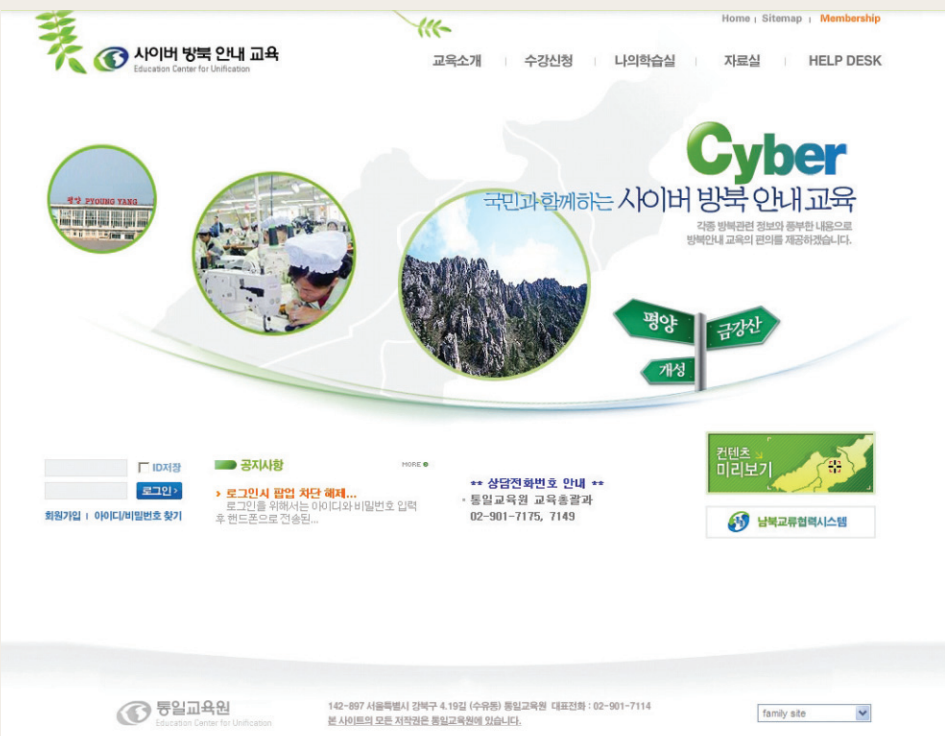 Home | Sitemap | Membership
사이버 방북 안내 교육
Education Center for Unification
교육소개 | 수강신청 | 나의학습실 | 자료실 | HELP DESK
Cyber
국민과 함께하는 사이버 방북 안내 교육
각종 방북관련 정보와 풍부한 내용으로
방북안내 교육의 편의를 제공하겠습니다.
평양 PYOUNG YANG
평양
금강산
개성
ID저장
로그인 >
회원가입 | 아이디/비밀번호 찾기
공지사항
MORE
› 로그인시 팝업 차단 해제...
로그인을 위해서는 아이디와 비밀번호 입력
후 핸드폰으로 전송된...
** 상담전화번호 안내 **
· 통일교육원 교육총괄과
02-901-7175, 7149
컨텐츠
미리보기
남북교류협력시스템
통일교육원
Education Center for Unification
142-897 서울특별시 강북구 4.19길 (수유동) 통일교육원 대표전화 : 02-901-7114
본 사이트의 모든 저작권은 통일교육원에 있습니다.
family site